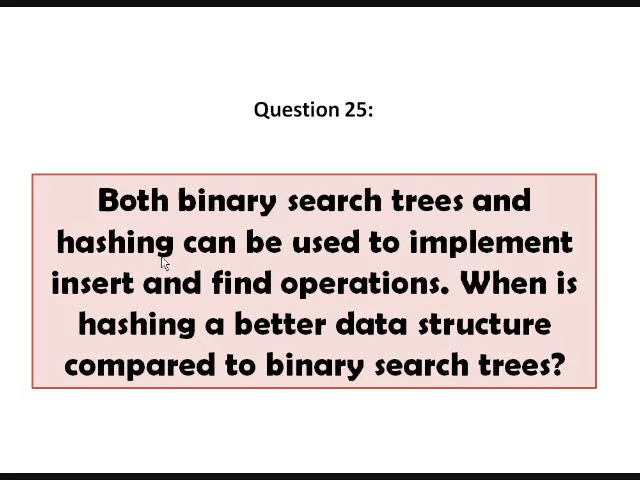 Question 25:
Both binary search trees and
hashing can be used to implement
insert and find operations. When is
hashing a better data structure
compared to binary search trees?